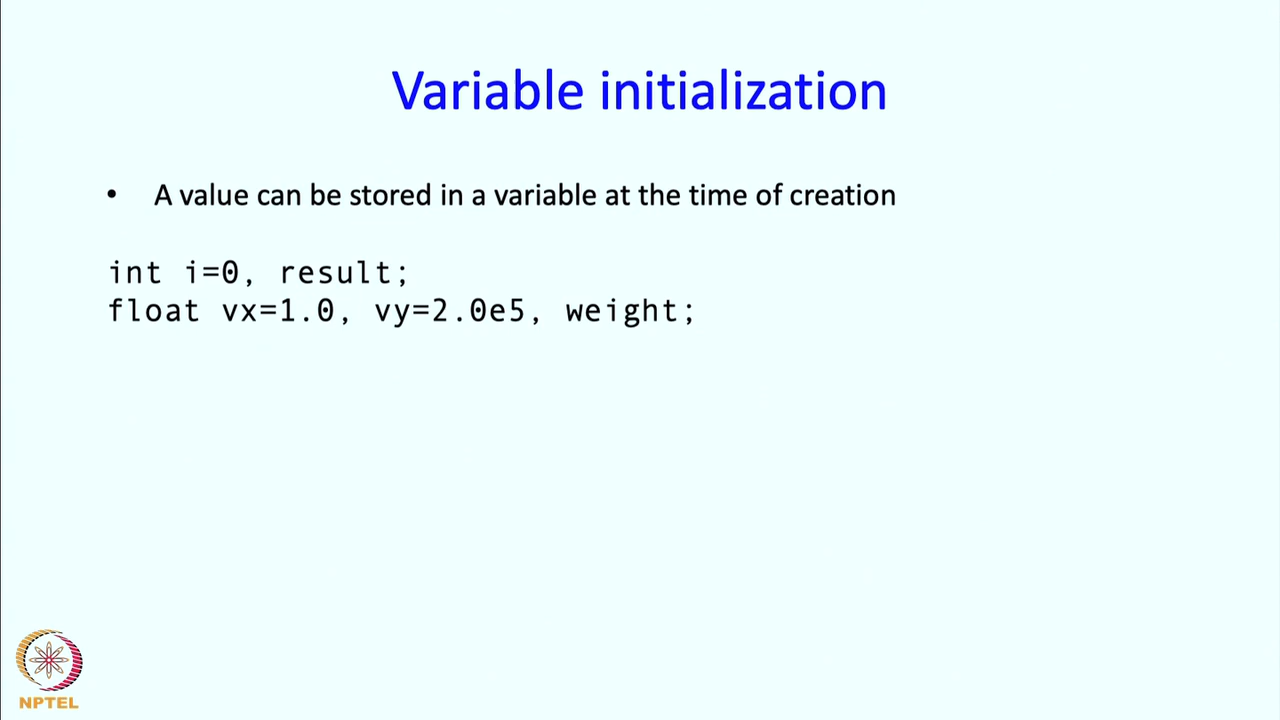 Variable initialization
• A value can be stored in a variable at the time of creation
int i=0, result;
float vx=1.0, vy=2.0e5, weight;
NPTEL